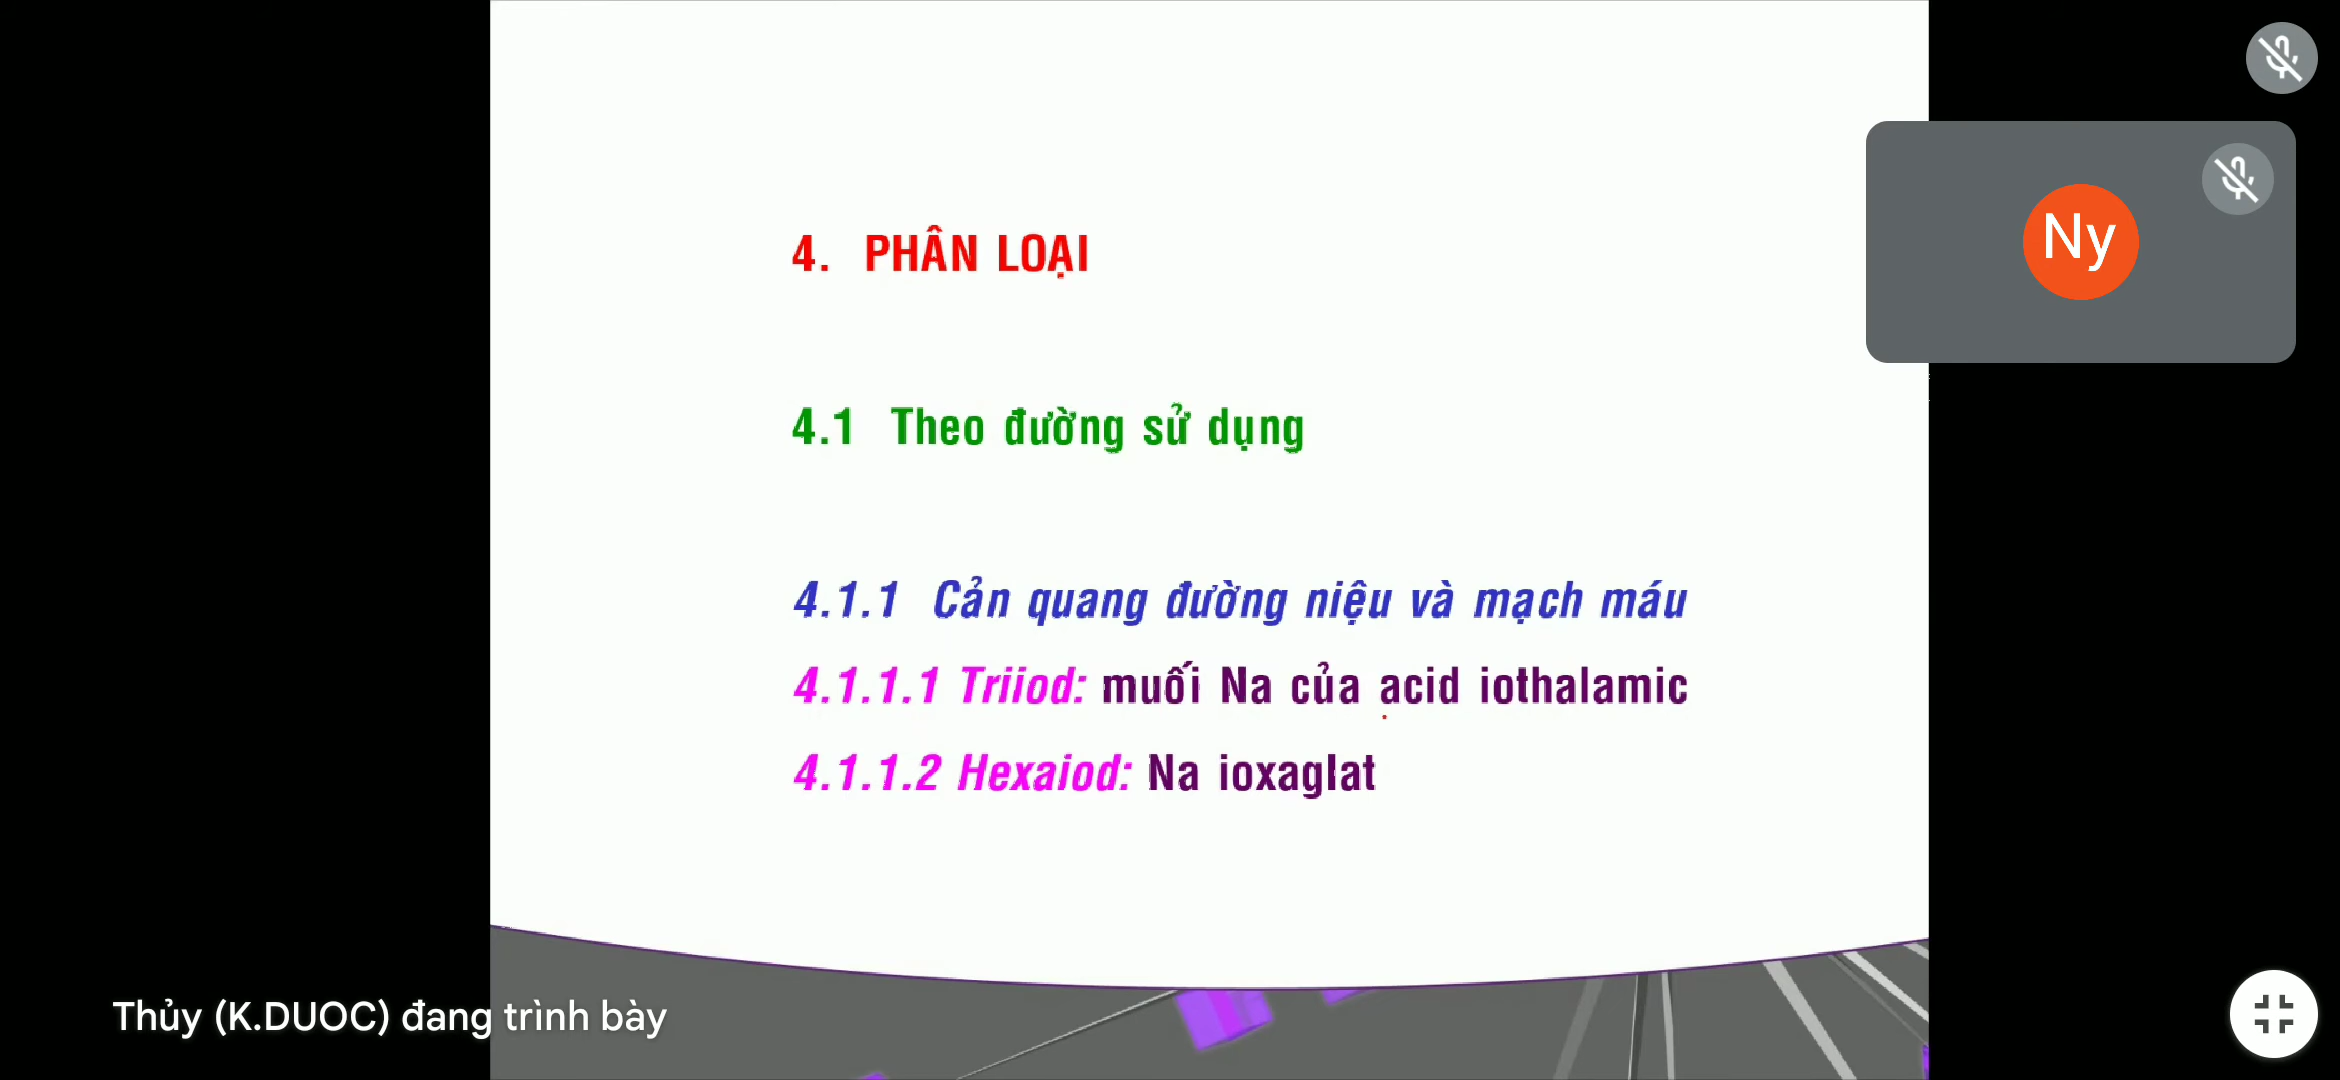 4. PHÂN LOẠI
Ny
4.1 Theo đường sử dụng
4.1.1 Cản quang đường niệu và mạch máu
4.1.1.1 Triiod: muối Na của acid iothalamic
4.1.1.2 Hexaiod: Na ioxaglat
Thủy (K.DUOC) đang trình bày